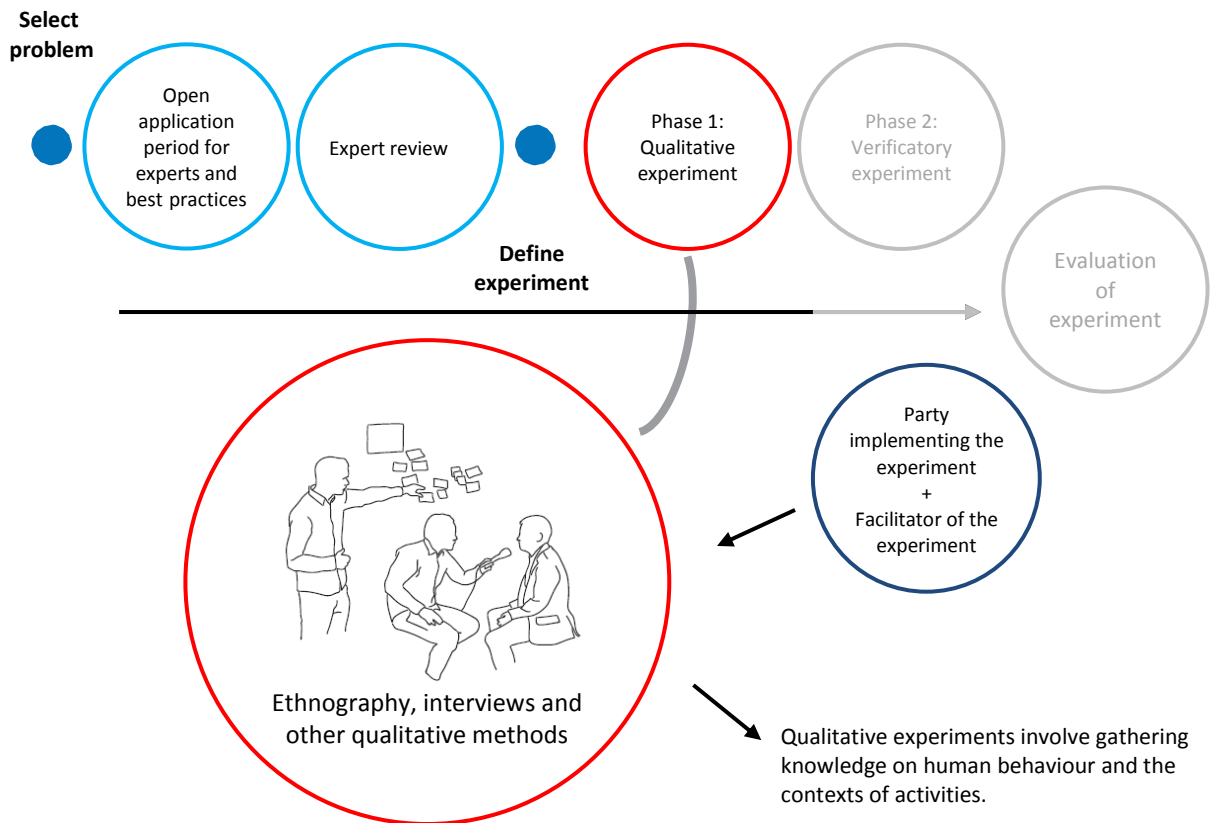 Select
problem
Open
application
period for
experts and
best practices
Expert review
Phase 1:
Qualitative
experiment
Phase 2:
Verificatory
experiment
Define
experiment
Evaluation
of
experiment
Party
implementing the
experiment
+
Facilitator of the
experiment
Ethnography, interviews and
other qualitative methods
Qualitative experiments involve gathering
knowledge on human behaviour and the
contexts of activities.